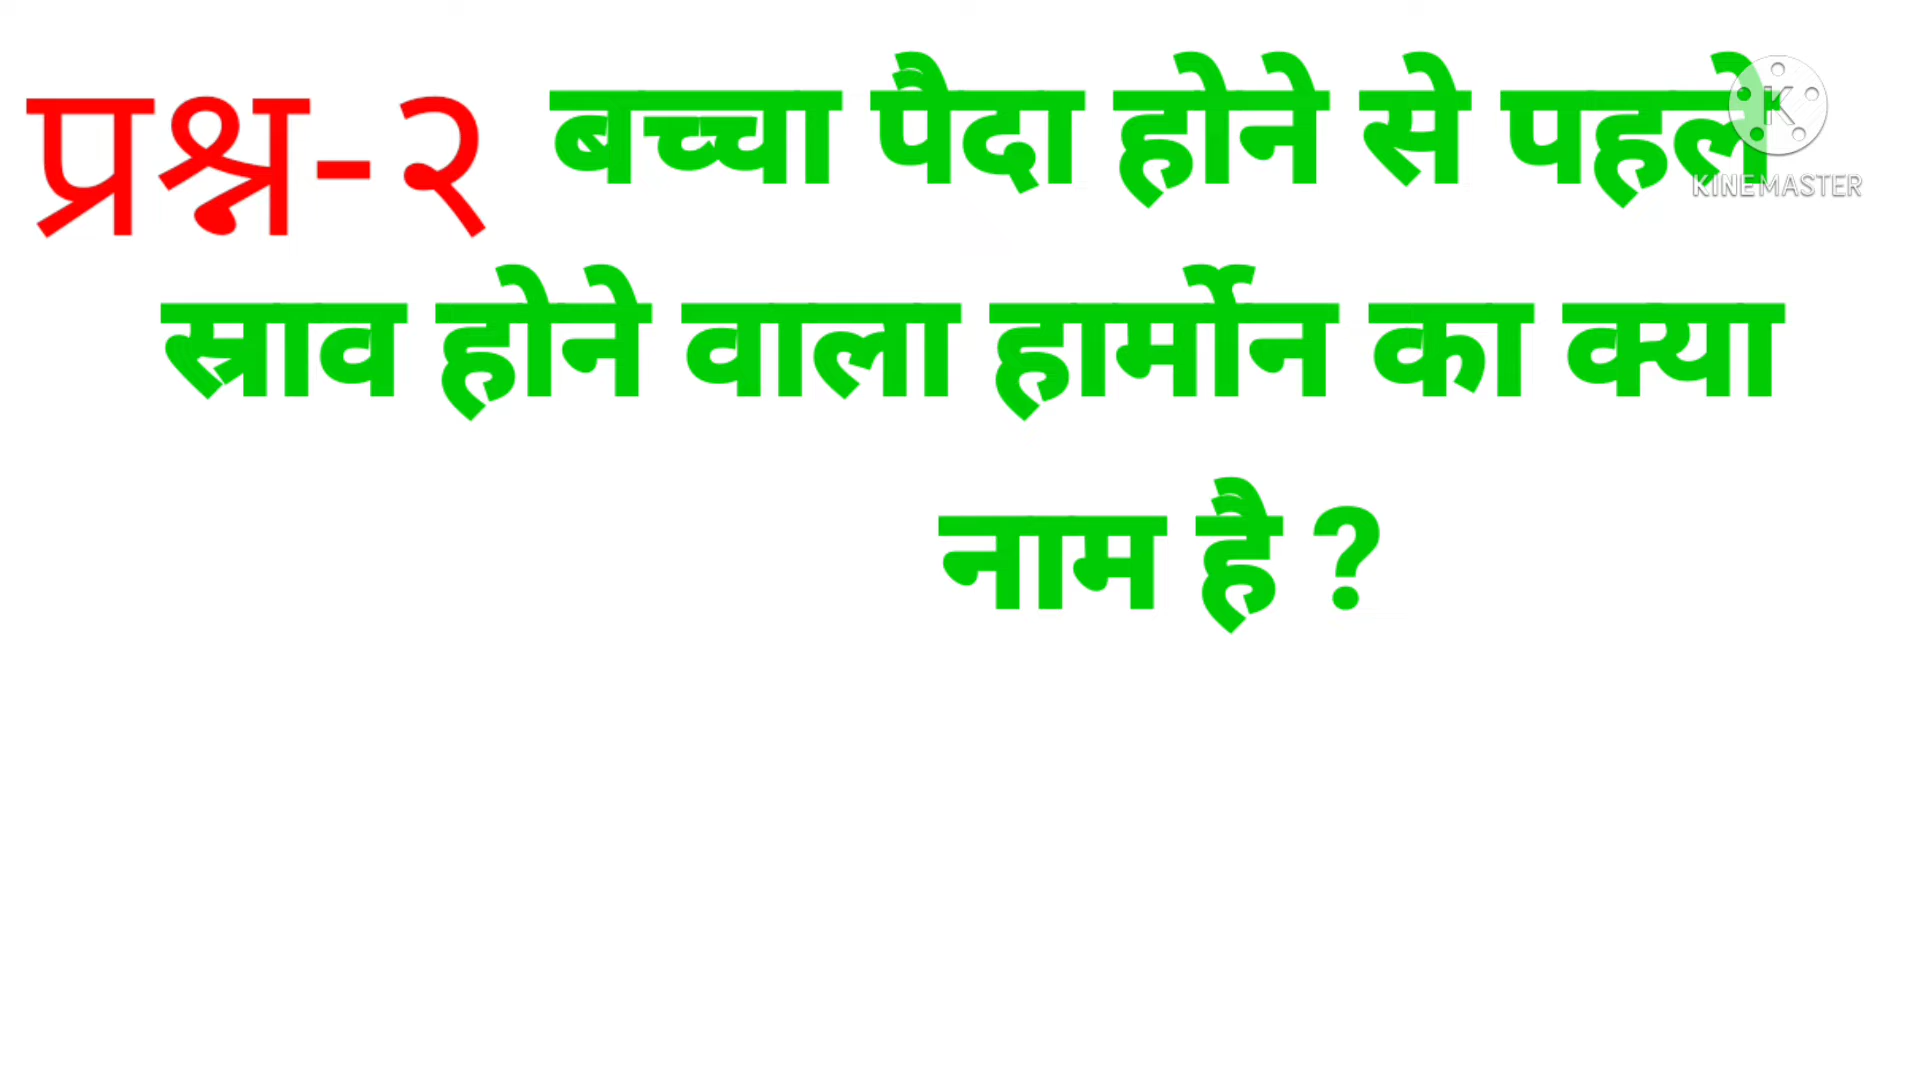 प्रश्न-२ बच्चा पैदा होने से पहले
KINEMASTER
स्राव होने वाला हार्मोन का क्या
नाम है ?